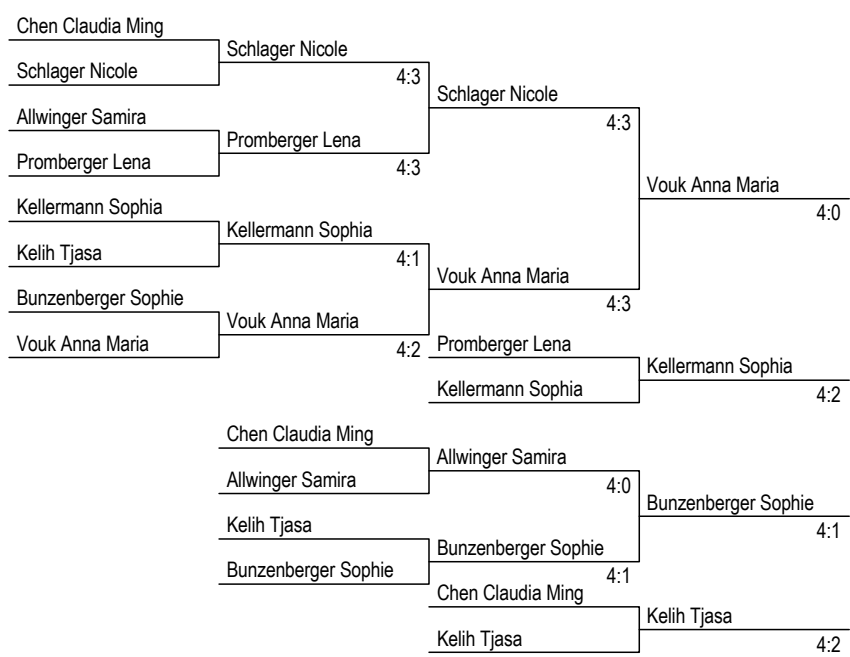 Chen Claudia Ming
Schlager Nicole
Schlager Nicole
4:3
Schlager Nicole
4:3
Allwinger Samira
Promberger Lena
Promberger Lena
4:3
Vouk Anna Maria
4:0
Kellermann Sophia
Kellermann Sophia
Kelih Tjasa
4:1
Vouk Anna Maria
4:3
Bunzenberger Sophie
Vouk Anna Maria
Vouk Anna Maria
4:2
Promberger Lena
Kellermann Sophia
Kellermann Sophia
4:2
Chen Claudia Ming
Allwinger Samira
Allwinger Samira
4:0
Bunzenberger Sophie
4:1
Kelih Tjasa
Bunzenberger Sophie
Bunzenberger Sophie
4:1
Chen Claudia Ming
Kelih Tjasa
Kelih Tjasa
4:2